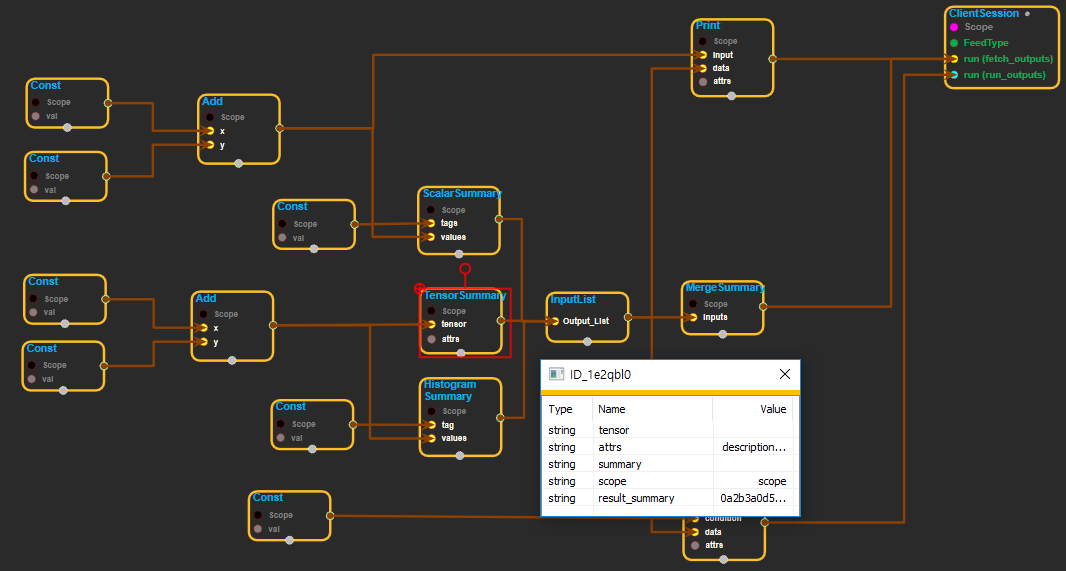 ClientSession
Scope
FeedType
run (fetch_outputs)
run (run_outputs)
Print
Scope
input
data
attrs
Const
Scope
val
Add
Scope
x
y
Const
Scope
val
ScalarSummary
Scope
tags
values
Const
Scope
val
Const
Scope
val
Add
Scope
x
y
Const
Scope
val
TensorSummary
Scope
tensor
attrs
InputList
Output_List
MergeSummary
Scope
inputs
Histogram
Summary
Scope
tag
values
Const
Scope
val
ID_1e2qbl0
Type Name Value
string tensor
string attrs description...
string summary
string scope scope
string result_summary 0a2b3a0d5...
Const
Scope
val
condition
data
attrs